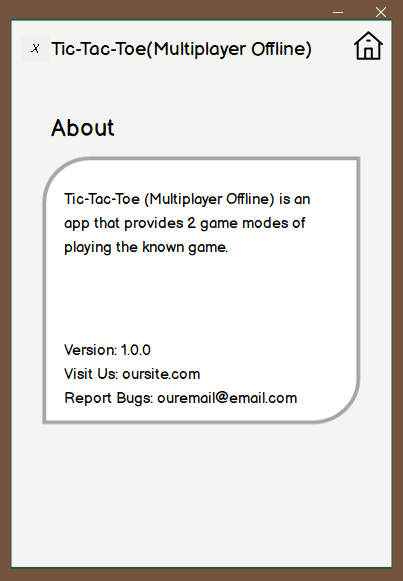 X Tic-Tac-Toe(Multiplayer Offline)
About
Tic-Tac-Toe (Multiplayer Offline) is an
app that provides 2 game modes of
playing the known game.
Version: 1.0.0
Visit Us: oursite.com
Report Bugs: ouremail@email.com